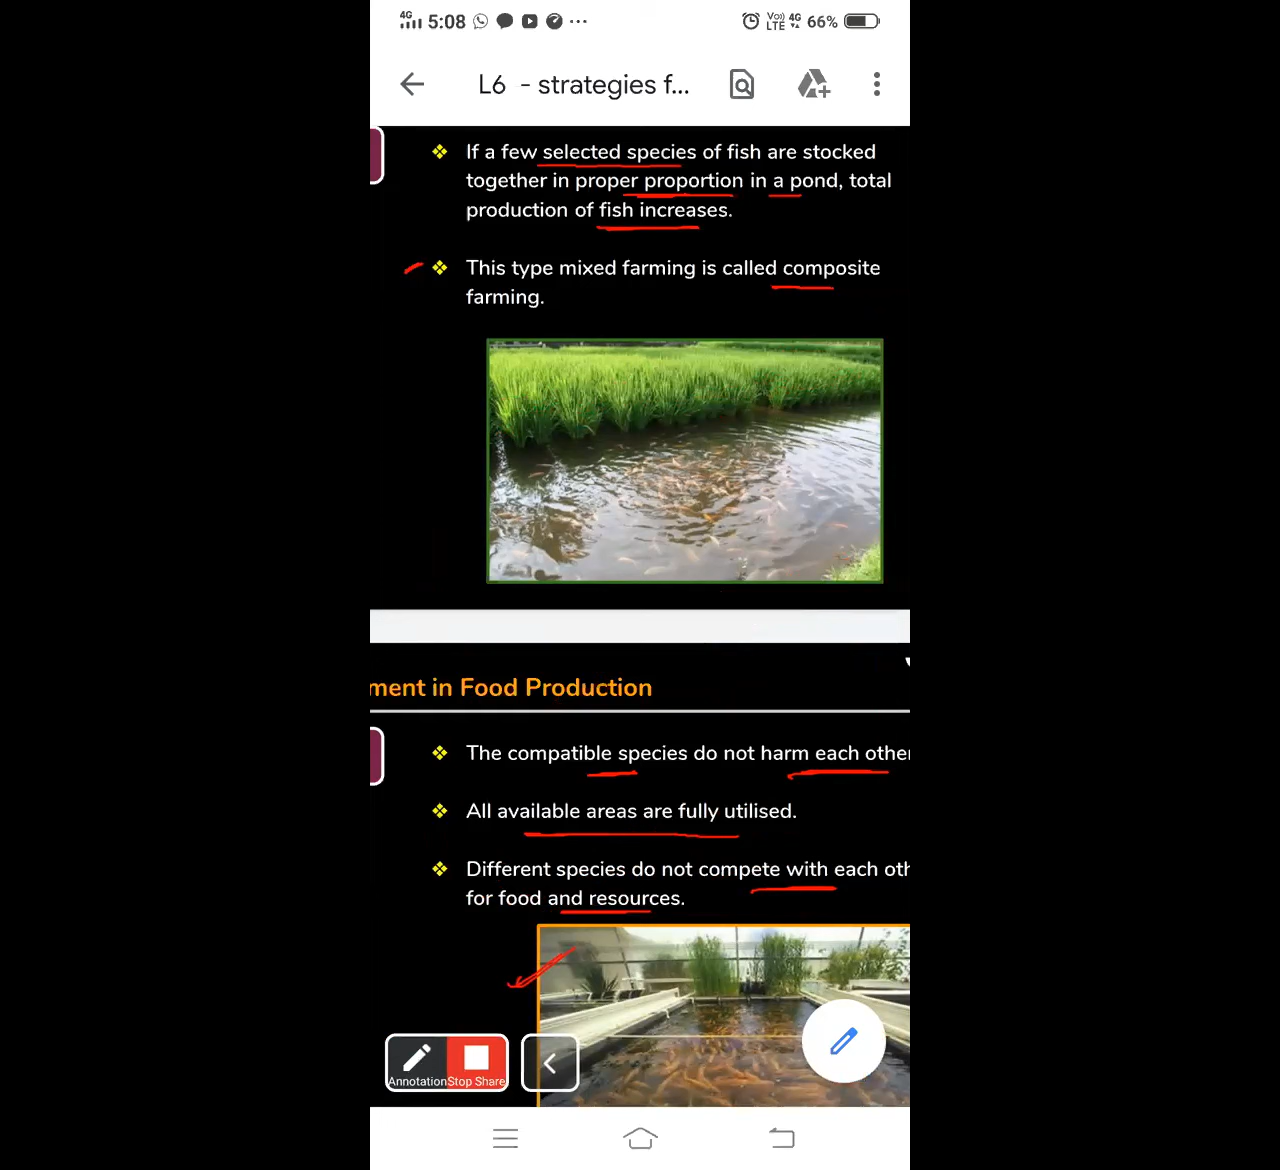 4G 5:08 ... Vo)) LTE 4G 66%
L6 - strategies f...
If a few selected species of fish are stocked
together in proper proportion in a pond, total
production of fish increases.
This type mixed farming is called composite
farming.
ment in Food Production
The compatible species do not harm each other
All available areas are fully utilised.
Different species do not compete with each oth
for food and resources.
Annotation Stop Share